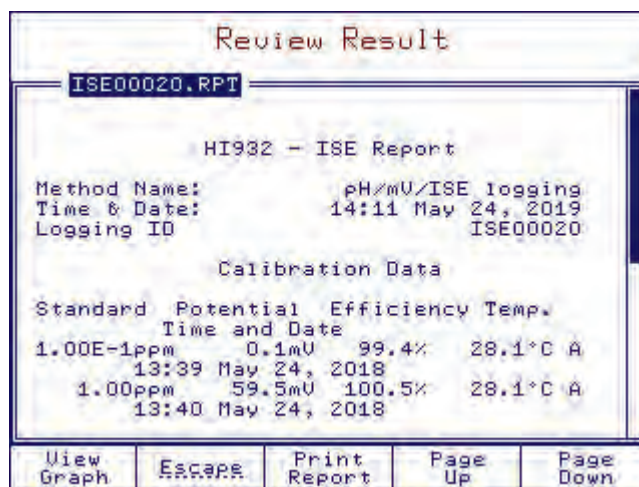 Review Result
ISE00020.RPT
HI932 - ISE Report
Method Name: pH/mV/ISE logging
Time & Date: 14:11 May 24, 2019
Logging ID ISE00020
Calibration Data
Standard Potential Efficiency Temp.
Time and Date
1.00E-1ppm 0.1mV 99.4% 28.1°C A
13:39 May 24, 2018
1.00ppm 59.5mV 100.5% 28.1°C A
13:40 May 24, 2018
View Graph Escape Print Report Page Up Page Down